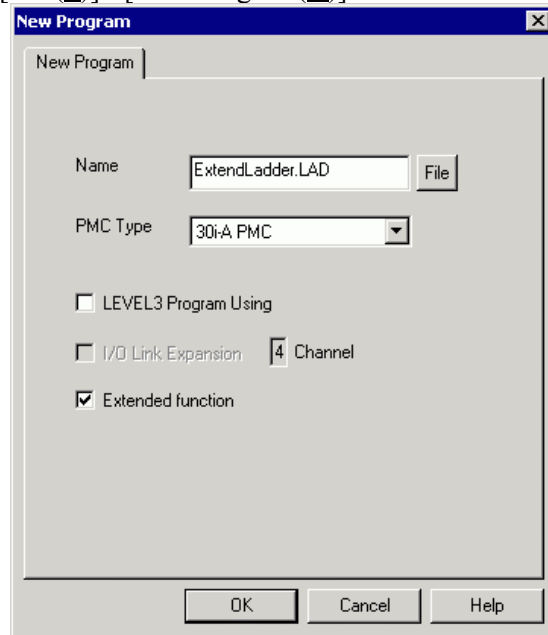 New Program
New Program
Name ExtendLadder.LAD File
PMC Type 30i-A PMC
LEVEL3 Program Using
I/O Link Expansion 4 Channel
Extended function
OK Cancel Help